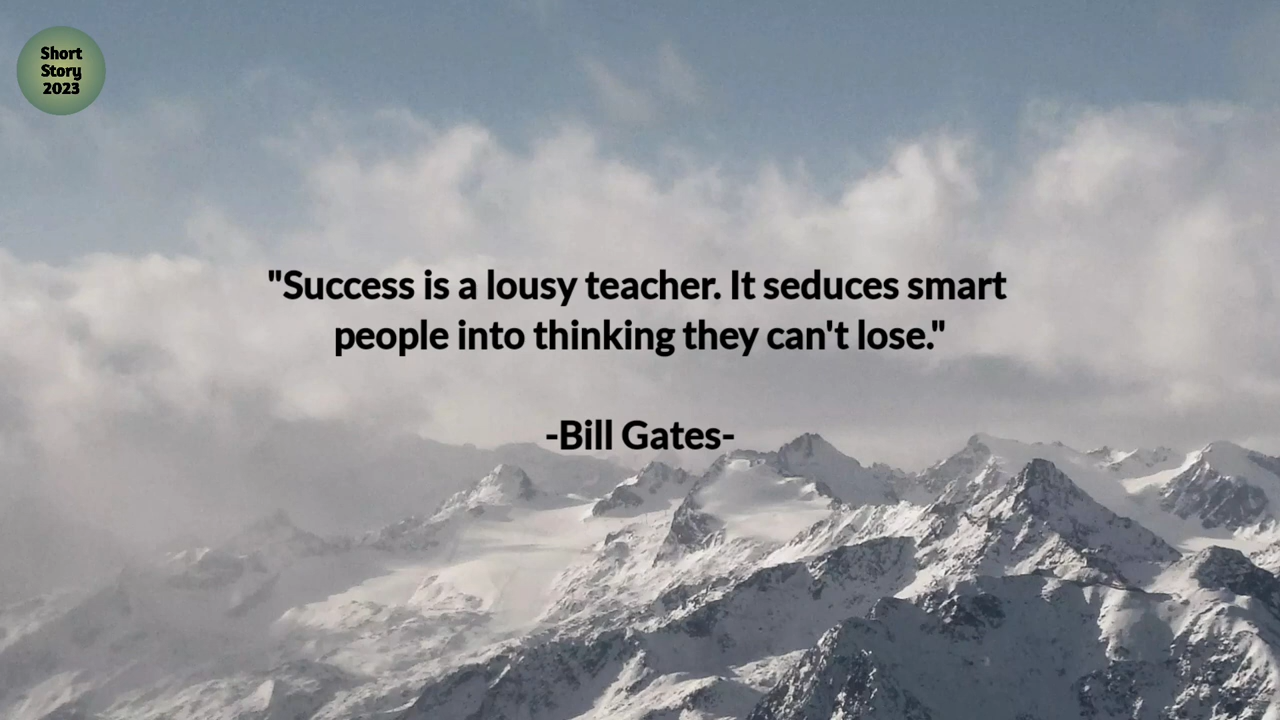 Short
Story
2023
"Success is a lousy teacher. It seduces smart
people into thinking they can't lose."
-Bill Gates-